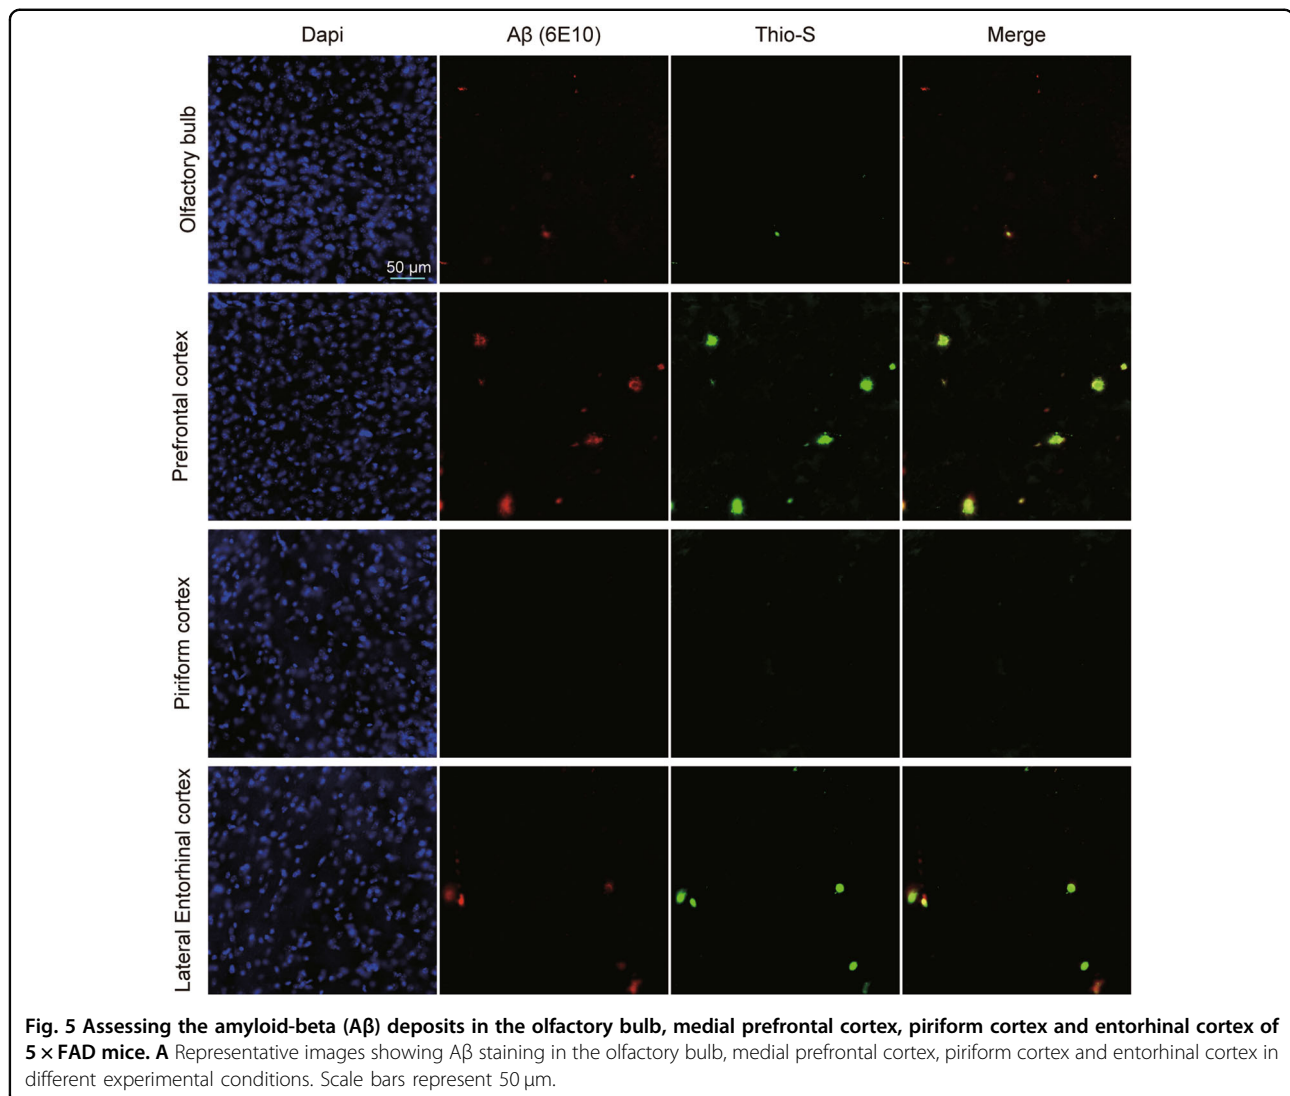 Dapi
Aβ (6E10)
Thio-S
Merge
Olfactory bulb
50 µm
Prefrontal cortex
Piriform cortex
Lateral Entorhinal cortex
Fig. 5 Assessing the amyloid-beta (Aβ) deposits in the olfactory bulb, medial prefrontal cortex, piriform cortex and entorhinal cortex of
5 × FAD mice. A Representative images showing Aβ staining in the olfactory bulb, medial prefrontal cortex, piriform cortex and entorhinal cortex in
different experimental conditions. Scale bars represent 50 µm.